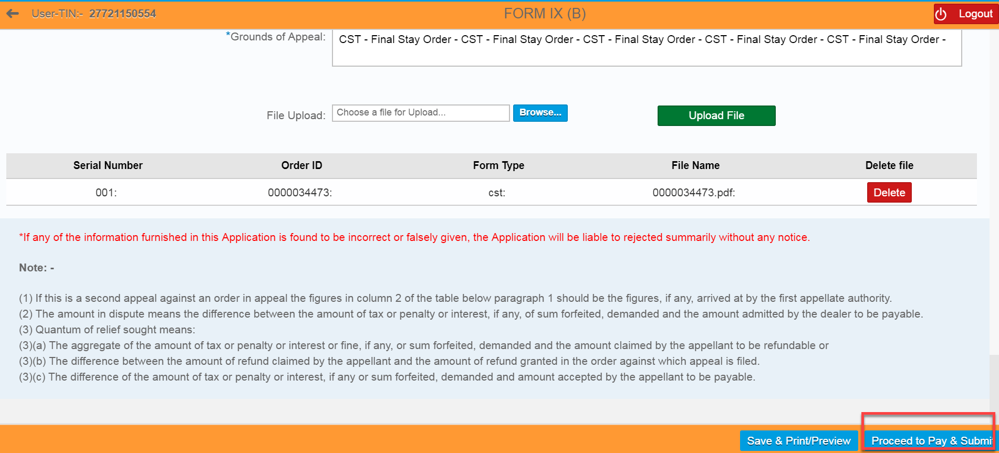 User-TIN:- 27721150554 FORM IX (B) Logout
*Grounds of Appeal: CST - Final Stay Order - CST - Final Stay Order - CST - Final Stay Order - CST - Final Stay Order - CST - Final Stay Order -
File Upload: Choose a file for Upload... Browse... Upload File
Serial Number Order ID Form Type File Name Delete file
001: 0000034473: cst: 0000034473.pdf: Delete
*If any of the information furnished in this Application is found to be incorrect or falsely given, the Application will be liable to rejected summarily without any notice.
Note: -
(1) If this is a second appeal against an order in appeal the figures in column 2 of the table below paragraph 1 should be the figures, if any, arrived at by the first appellate authority.
(2) The amount in dispute means the difference between the amount of tax or penalty or interest, if any, of sum forfeited, demanded and the amount admitted by the dealer to be payable.
(3) Quantum of relief sought means:
(3)(a) The aggregate of the amount of tax or penalty or interest or fine, if any, or sum forfeited, demanded and the amount claimed by the appellant to be refundable or
(3)(b) The difference between the amount of refund claimed by the appellant and the amount of refund granted in the order against which appeal is filed.
(3)(c) The difference of the amount of tax or penalty or interest, if any or sum forfeited, demanded and amount accepted by the appellant to be payable.
Save & Print/Preview Proceed to Pay & Submi